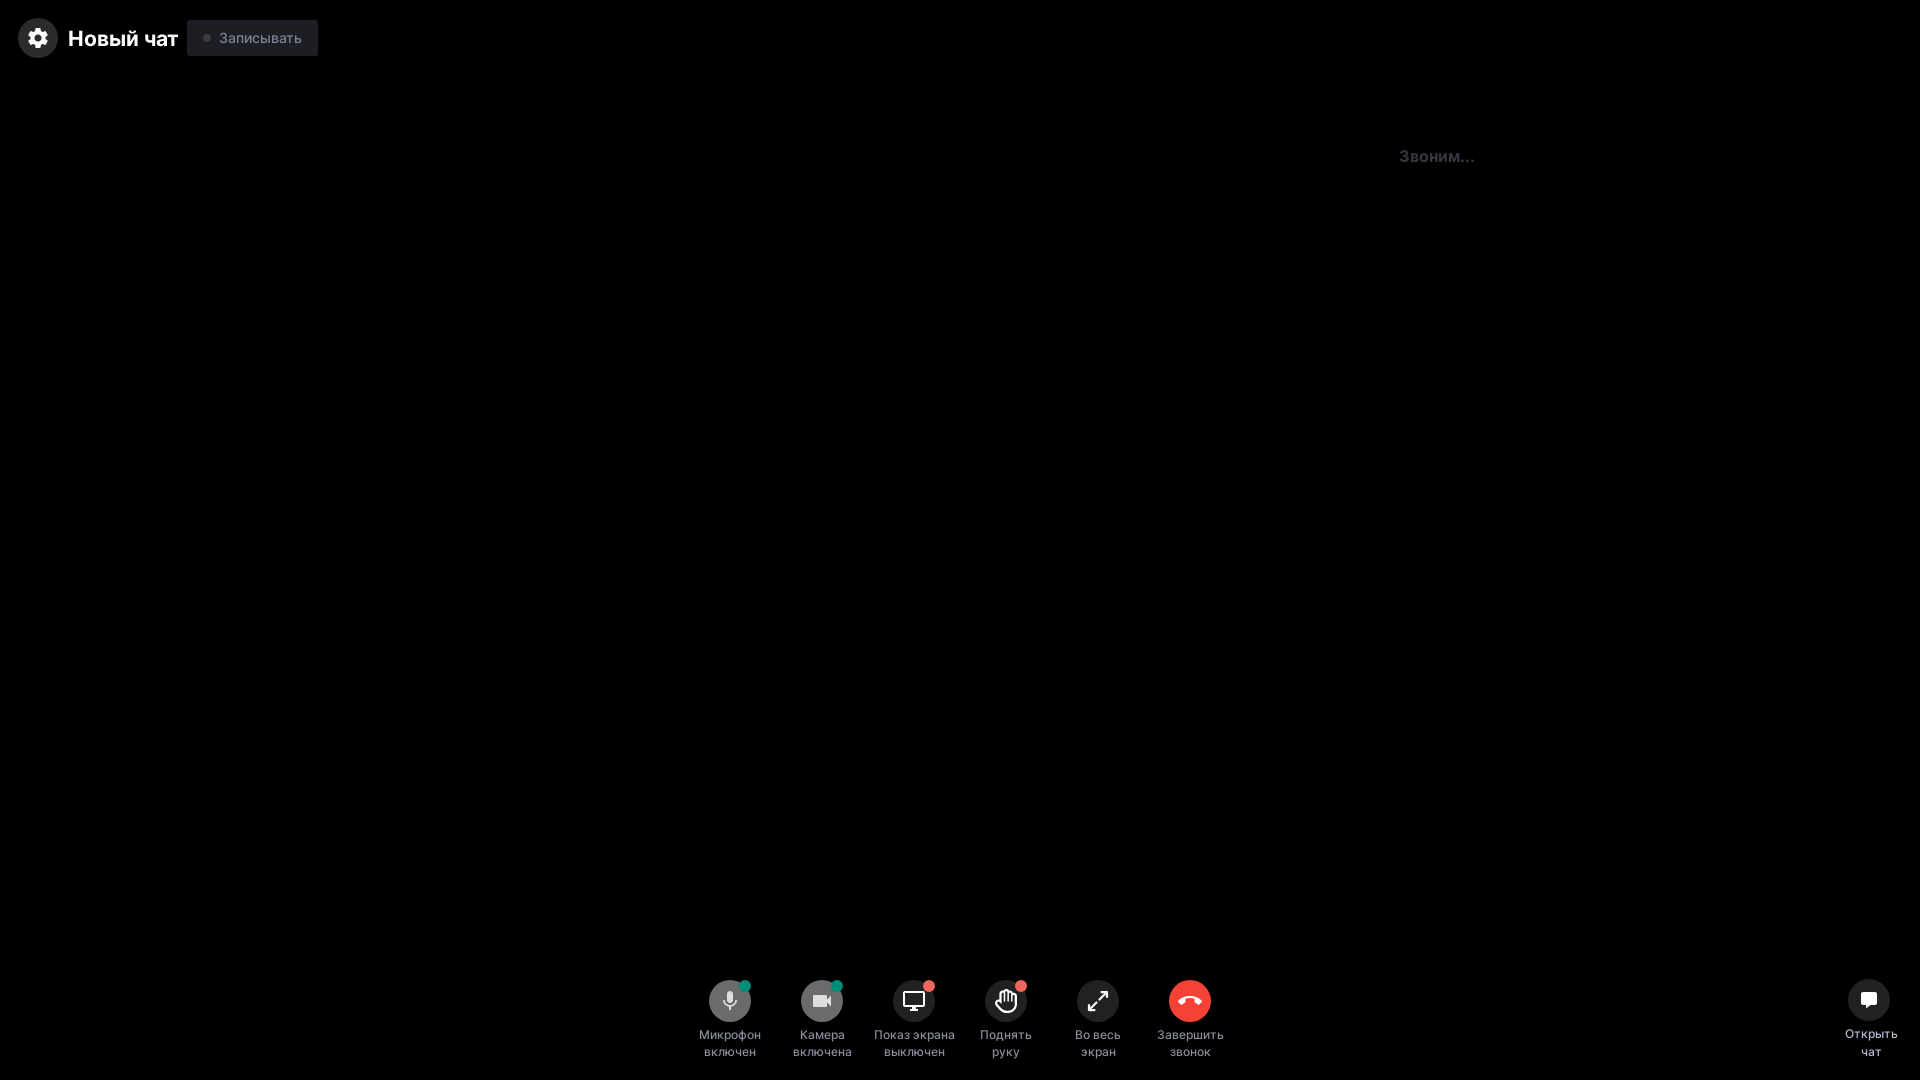 Новый чат
Записывать
Звоним...
Микрофон
включен
Камера
включена
Показ экрана
выключен
Поднять
руку
Во весь
экран
Завершить
звонок
Открыть
чат